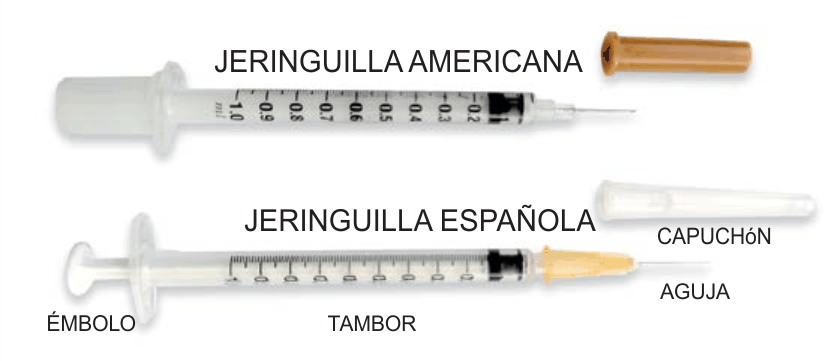 JERINGUILLA AMERICANA
ml 1.0 0.9 0.8 0.7 0.6 0.5 0.4 0.3 0.2
JERINGUILLA ESPAÑOLA
CAPUCHóN
AGUJA
ÉMBOLO
TAMBOR